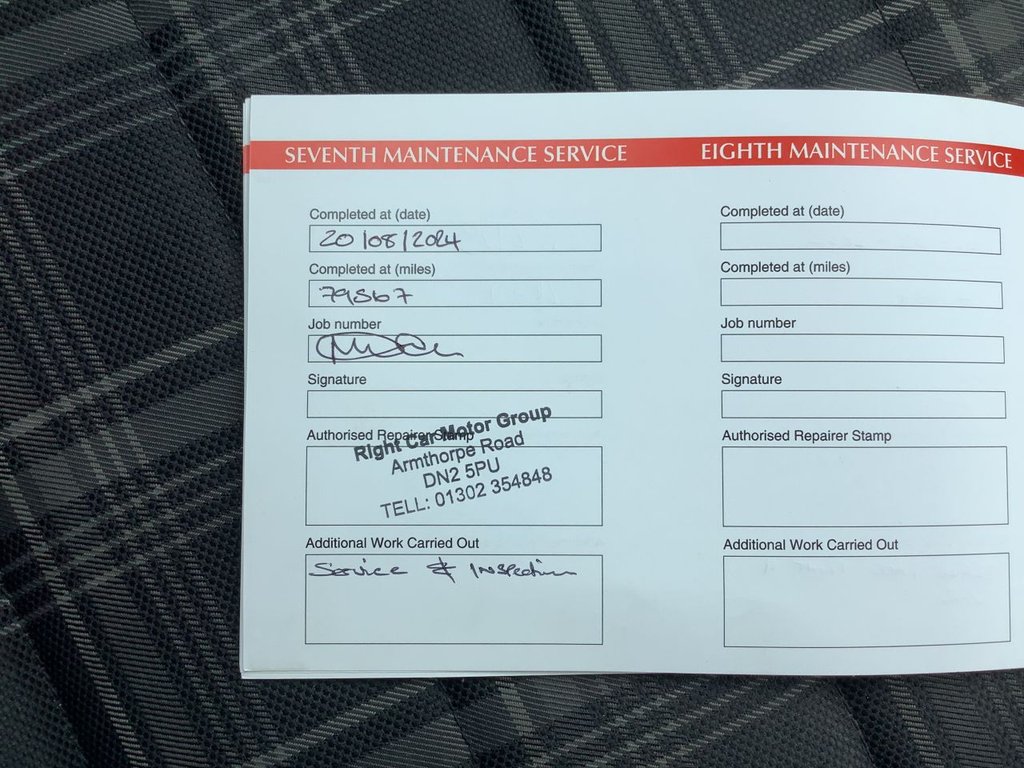 SEVENTH MAINTENANCE SERVICE
Completed at (date)
20/08/2024
Completed at (miles)
79567
Job number
Signature
Authorised Repairer Stamp
Right Car Motor Group
Armthorpe Road
DN2 5PU
TELL: 01302 354848
Additional Work Carried Out
Service & Inspection
EIGHTH MAINTENANCE SERVICE
Completed at (date)
Completed at (miles)
Job number
Signature
Authorised Repairer Stamp
Additional Work Carried Out